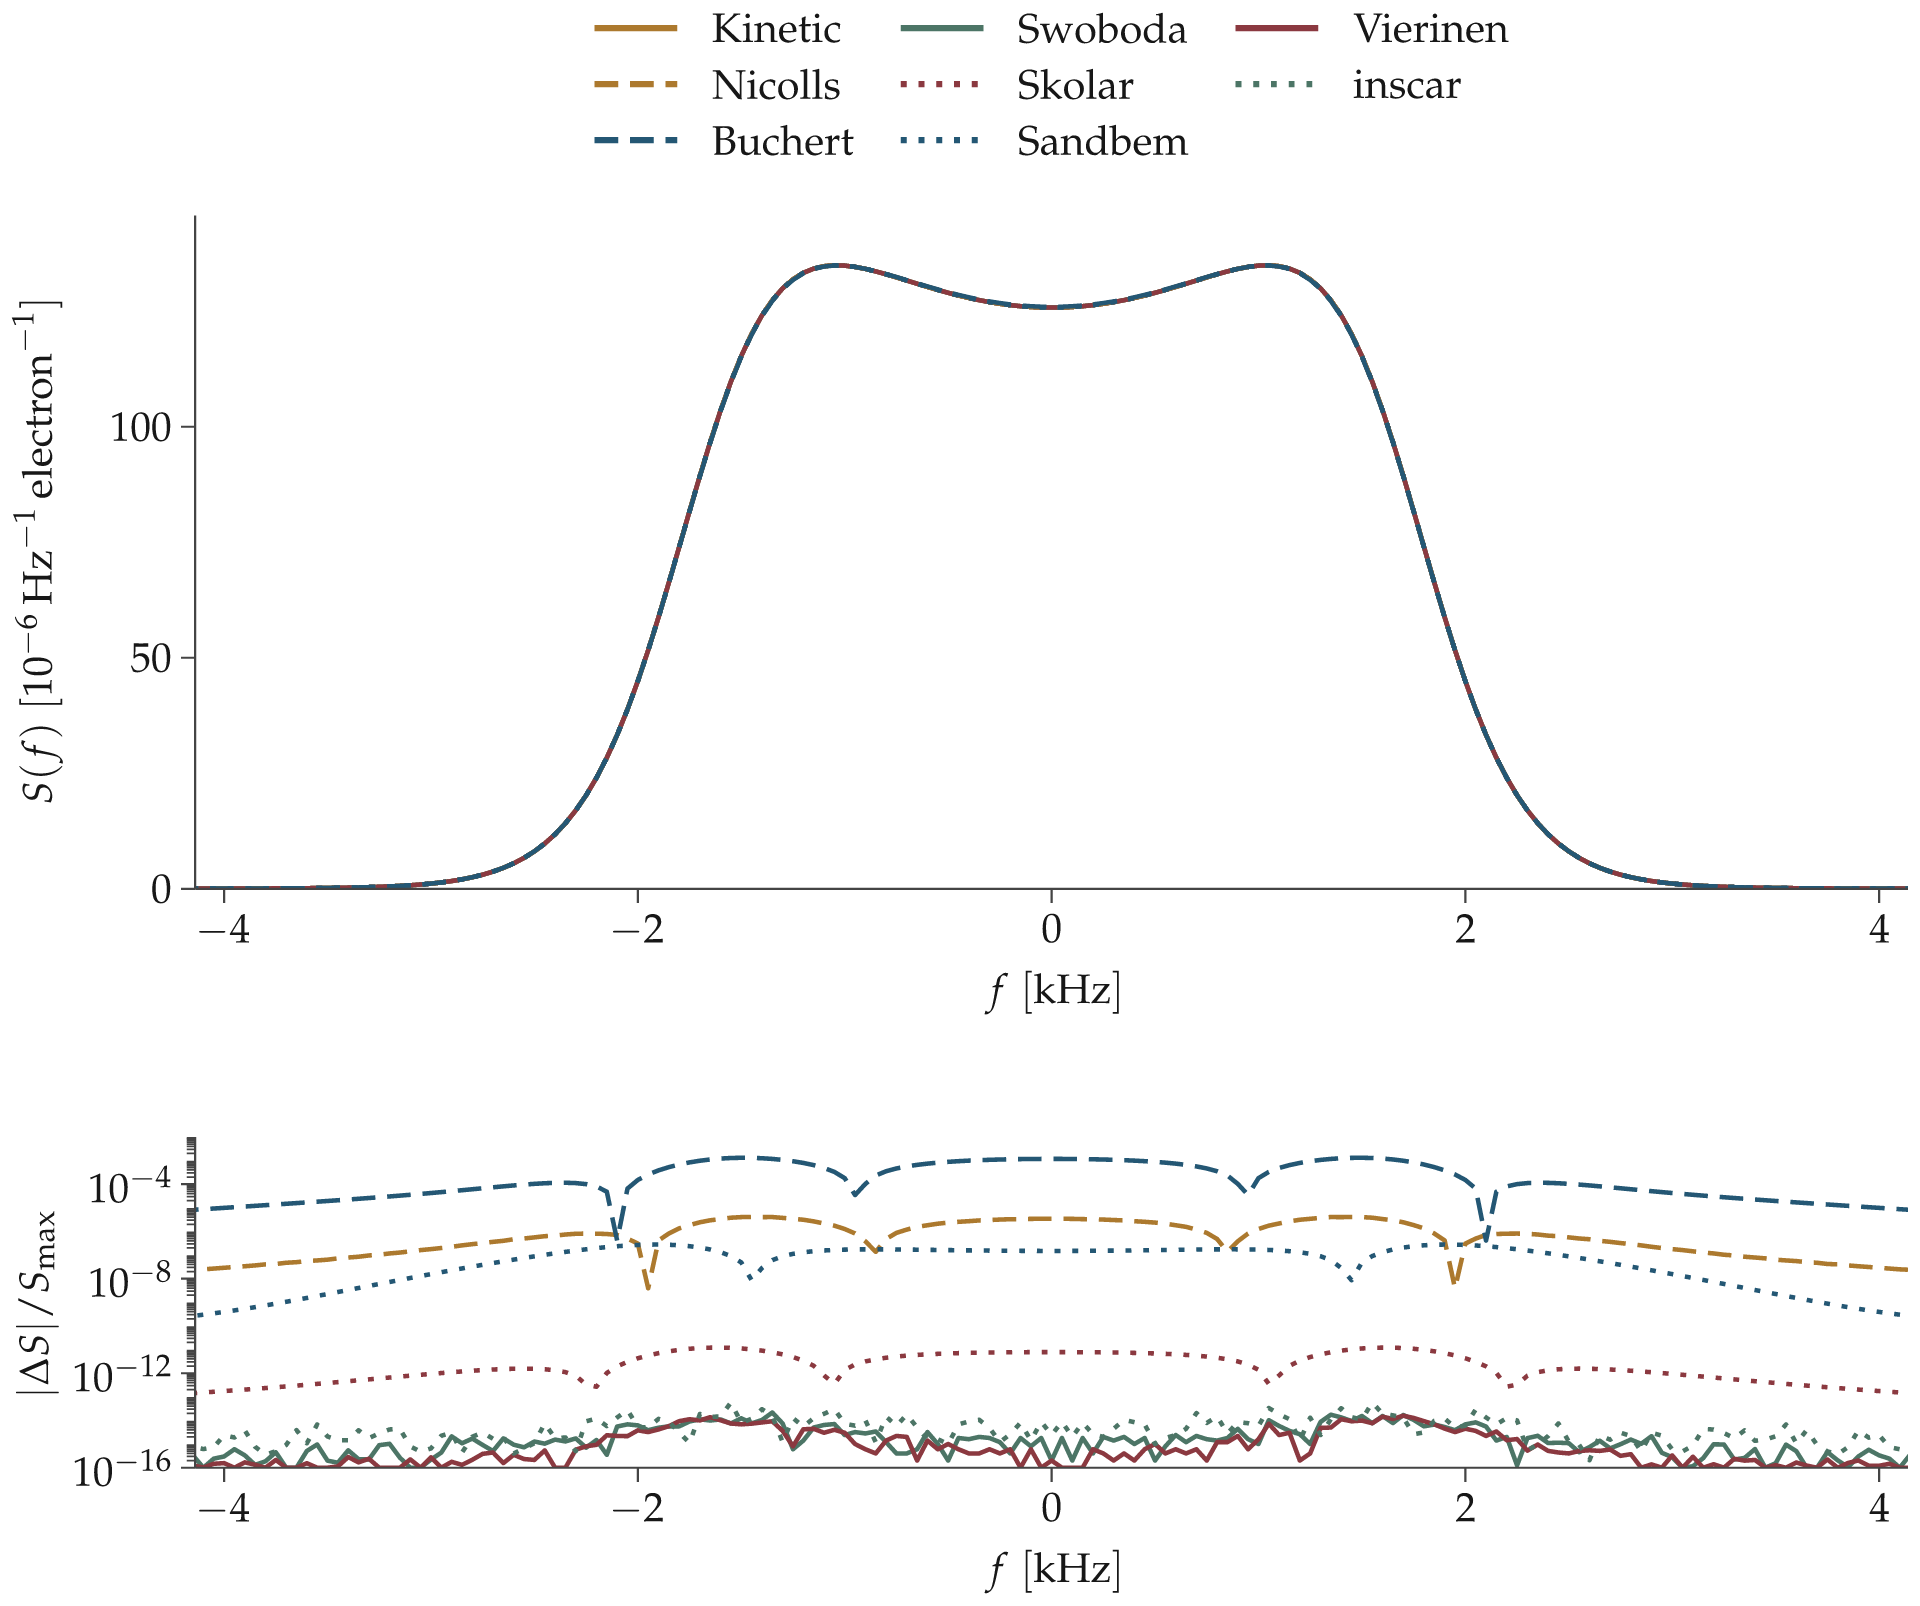 Kinetic Swoboda Vierinen
Nicolls Skolar inscar
Buchert Sandbem
S(f) [10⁻⁶ Hz⁻¹ electron⁻¹]
100
50
0
−4 −2 0 2 4
f [kHz]
|ΔS| / Smax
10⁻⁴
10⁻⁸
10⁻¹²
10⁻¹⁶
−4 −2 0 2 4
f [kHz]